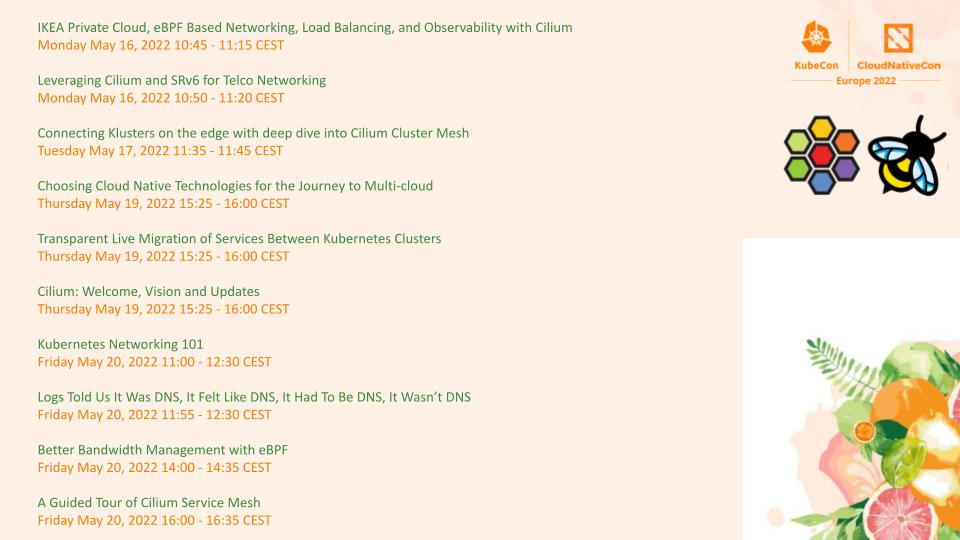 IKEA Private Cloud, eBPF Based Networking, Load Balancing, and Observability with Cilium
Monday May 16, 2022 10:45 - 11:15 CEST
Leveraging Cilium and SRv6 for Telco Networking
Monday May 16, 2022 10:50 - 11:20 CEST
Connecting Klusters on the edge with deep dive into Cilium Cluster Mesh
Tuesday May 17, 2022 11:35 - 11:45 CEST
Choosing Cloud Native Technologies for the Journey to Multi-cloud
Thursday May 19, 2022 15:25 - 16:00 CEST
Transparent Live Migration of Services Between Kubernetes Clusters
Thursday May 19, 2022 15:25 - 16:00 CEST
Cilium: Welcome, Vision and Updates
Thursday May 19, 2022 15:25 - 16:00 CEST
Kubernetes Networking 101
Friday May 20, 2022 11:00 - 12:30 CEST
Logs Told Us It Was DNS, It Felt Like DNS, It Had To Be DNS, It Wasn’t DNS
Friday May 20, 2022 11:55 - 12:30 CEST
Better Bandwidth Management with eBPF
Friday May 20, 2022 14:00 - 14:35 CEST
A Guided Tour of Cilium Service Mesh
Friday May 20, 2022 16:00 - 16:35 CEST
KubeCon
CloudNativeCon
Europe 2022